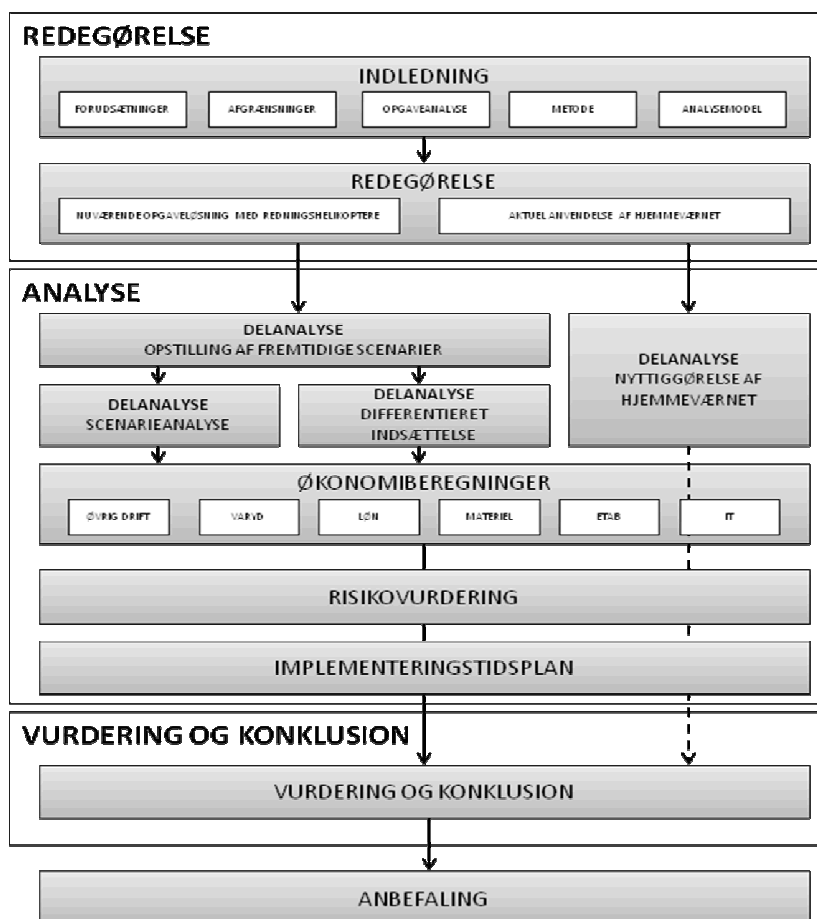 REDEGØRELSE
INDLEDNING
FORUDSÆTNINGER
AFGRÆNSNINGER
OPGAVEANALYSE
METODE
ANALYSEMODEL
REDEGØRELSE
NUVÆRENDE OPGAVELØSNING MED REDNINGSHELIKOPTERE
AKTUEL ANVENDELSE AF HJEMMEVÆRNET
ANALYSE
DELANALYSE
OPSTILLING AF FREMTIDIGE SCENARIER
DELANALYSE
NYTTIGGØRELSE AF
HJEMMEVÆRNET
DELANALYSE
SCENARIEANALYSE
DELANALYSE
DIFFERENTIERET
INDSÆTTELSE
ØKONOMIBEREGNINGER
ØVRIG DRIFT
VARYD
LØN
MATERIEL
ETAB
IT
RISIKOVURDERING
IMPLEMENTERINGSTIDSPLAN
VURDERING OG KONKLUSION
VURDERING OG KONKLUSION
ANBEFALING